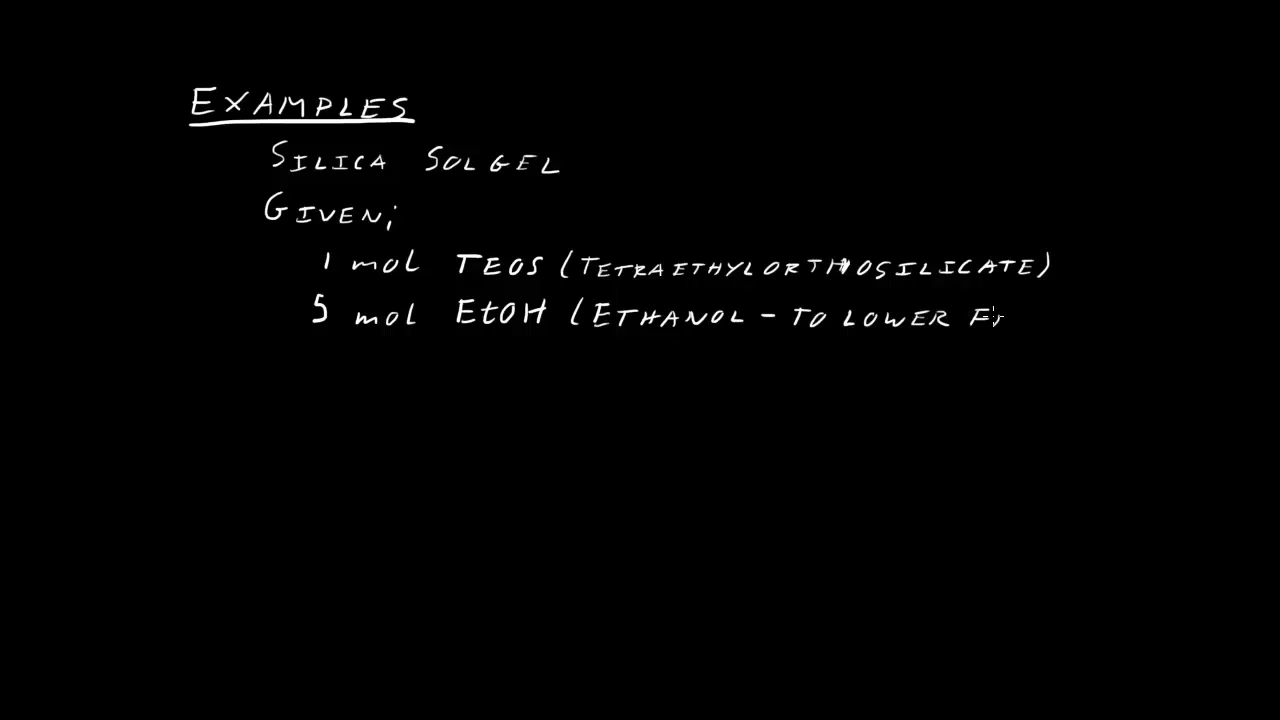 EXAMPLES
SILICA SOLGEL
GIVEN;
1 mol TEOS (TETRAETHYLORTHOSILICATE)
5 mol EtOH (ETHANOL - TO LOWER